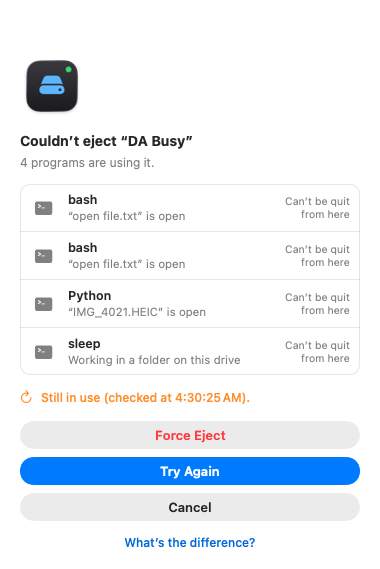 Couldn’t eject “DA Busy”
4 programs are using it.
bash
“open file.txt” is open
Can’t be quit
from here
bash
“open file.txt” is open
Can’t be quit
from here
Python
“IMG_4021.HEIC” is open
Can’t be quit
from here
sleep
Working in a folder on this drive
Can’t be quit
from here
Still in use (checked at 4:30:25 AM).
Force Eject
Try Again
Cancel
What’s the difference?